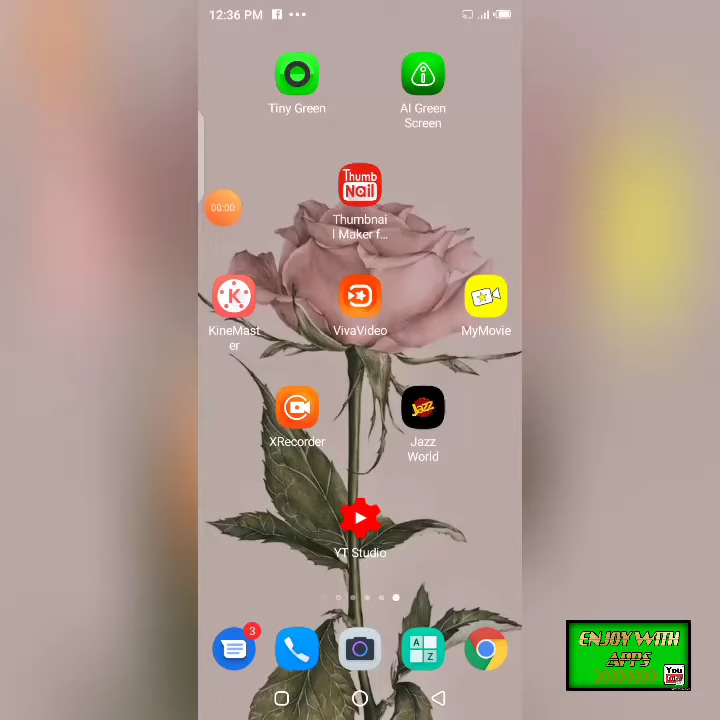 12:36 PM
Tiny Green
AI Green
Screen
Thumb
Nail
Thumbnai
l Maker f...
00:00
K
KineMast
er
VivaVideo
MyMovie
XRecorder
Jazz
Jazz
World
YT Studio
3
A
Z
ENJOY WITH
APPS
You
Tube